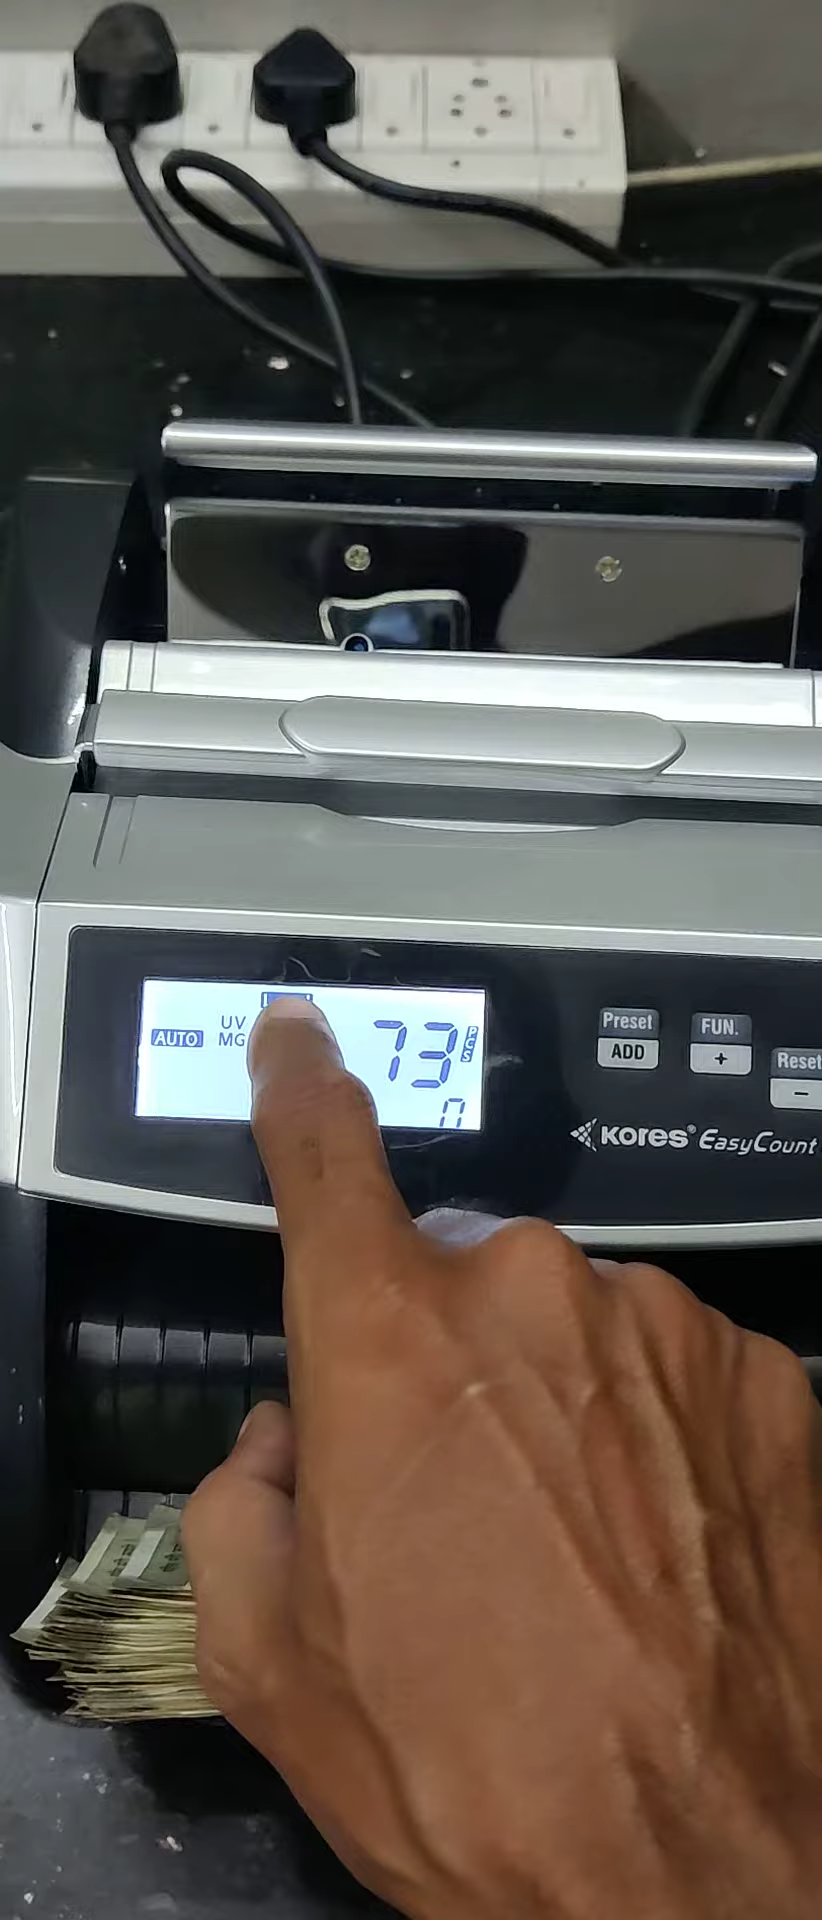 UV
AUTO
MG
73
PCS
0
Preset
ADD
FUN.
+
Reset
−
KORES® EasyCount